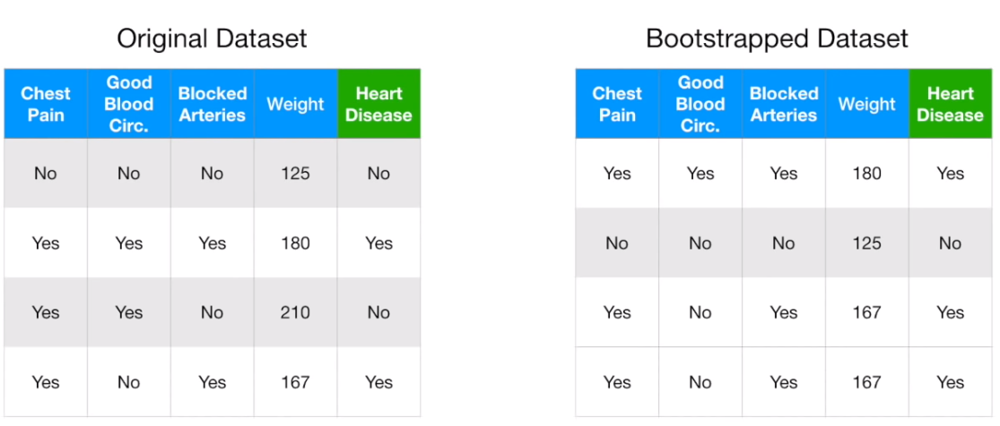 Original Dataset
Bootstrapped Dataset
Chest Pain Good Blood Circ. Blocked Arteries Weight Heart Disease
No No No 125 No
Yes Yes Yes 180 Yes
Yes Yes No 210 No
Yes No Yes 167 Yes
Chest Pain Good Blood Circ. Blocked Arteries Weight Heart Disease
Yes Yes Yes 180 Yes
No No No 125 No
Yes No Yes 167 Yes
Yes No Yes 167 Yes